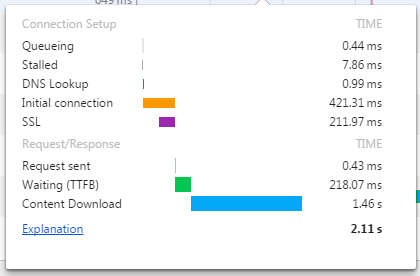 Connection Setup TIME
Queueing 0.44 ms
Stalled 7.86 ms
DNS Lookup 0.99 ms
Initial connection 421.31 ms
SSL 211.97 ms
Request/Response TIME
Request sent 0.43 ms
Waiting (TTFB) 218.07 ms
Content Download 1.46 s
Explanation 2.11 s